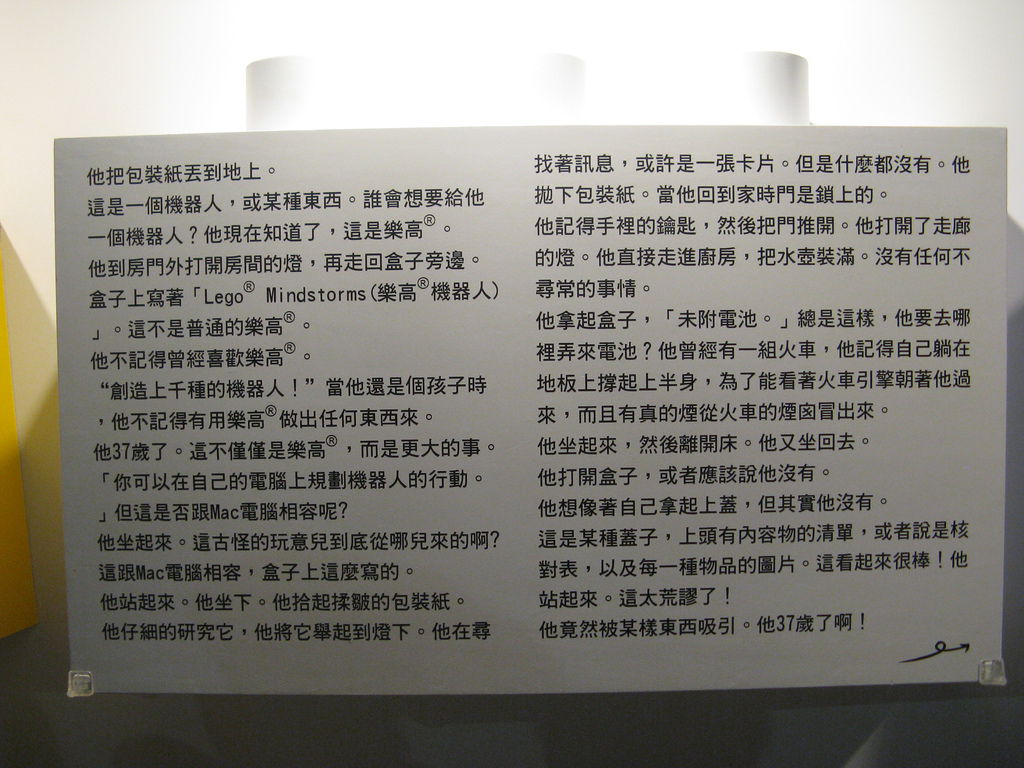 他把包裝紙丟到地上。
這是一個機器人，或某種東西。誰會想要給他
一個機器人？他現在知道了，這是樂高®。
他到房門外打開房間的燈，再走回盒子旁邊。
盒子上寫著「Lego® Mindstorms(樂高®機器人)
」。這不是普通的樂高®。
他不記得曾經喜歡樂高®。
“創造上千種的機器人！”當他還是個孩子時
，他不記得有用樂高®做出任何東西來。
他37歲了。這不僅僅是樂高®，而是更大的事。
「你可以在自己的電腦上規劃機器人的行動。
」但這是否跟Mac電腦相容呢?
他坐起來。這古怪的玩意兒到底從哪兒來的啊?
這跟Mac電腦相容，盒子上這麼寫的。
他站起來。他坐下。他拾起揉皺的包裝紙。
他仔細的研究它，他將它舉起到燈下。他在尋
找著訊息，或許是一張卡片。但是什麼都沒有。他
拋下包裝紙。當他回到家時門是鎖上的。
他記得手裡的鑰匙，然後把門推開。他打開了走廊
的燈。他直接走進廚房，把水壺裝滿。沒有任何不
尋常的事情。
他拿起盒子，「未附電池。」總是這樣，他要去哪
裡弄來電池？他曾經有一組火車，他記得自己躺在
地板上撐起上半身，為了能看著火車引擎朝著他過
來，而且有真的煙從火車的煙囪冒出來。
他坐起來，然後離開床。他又坐回去。
他打開盒子，或者應該說他沒有。
他想像著自己拿起上蓋，但其實他沒有。
這是某種蓋子，上頭有內容物的清單，或者說是核
對表，以及每一種物品的圖片。這看起來很棒！他
站起來。這太荒謬了！
他竟然被某樣東西吸引。他37歲了啊！